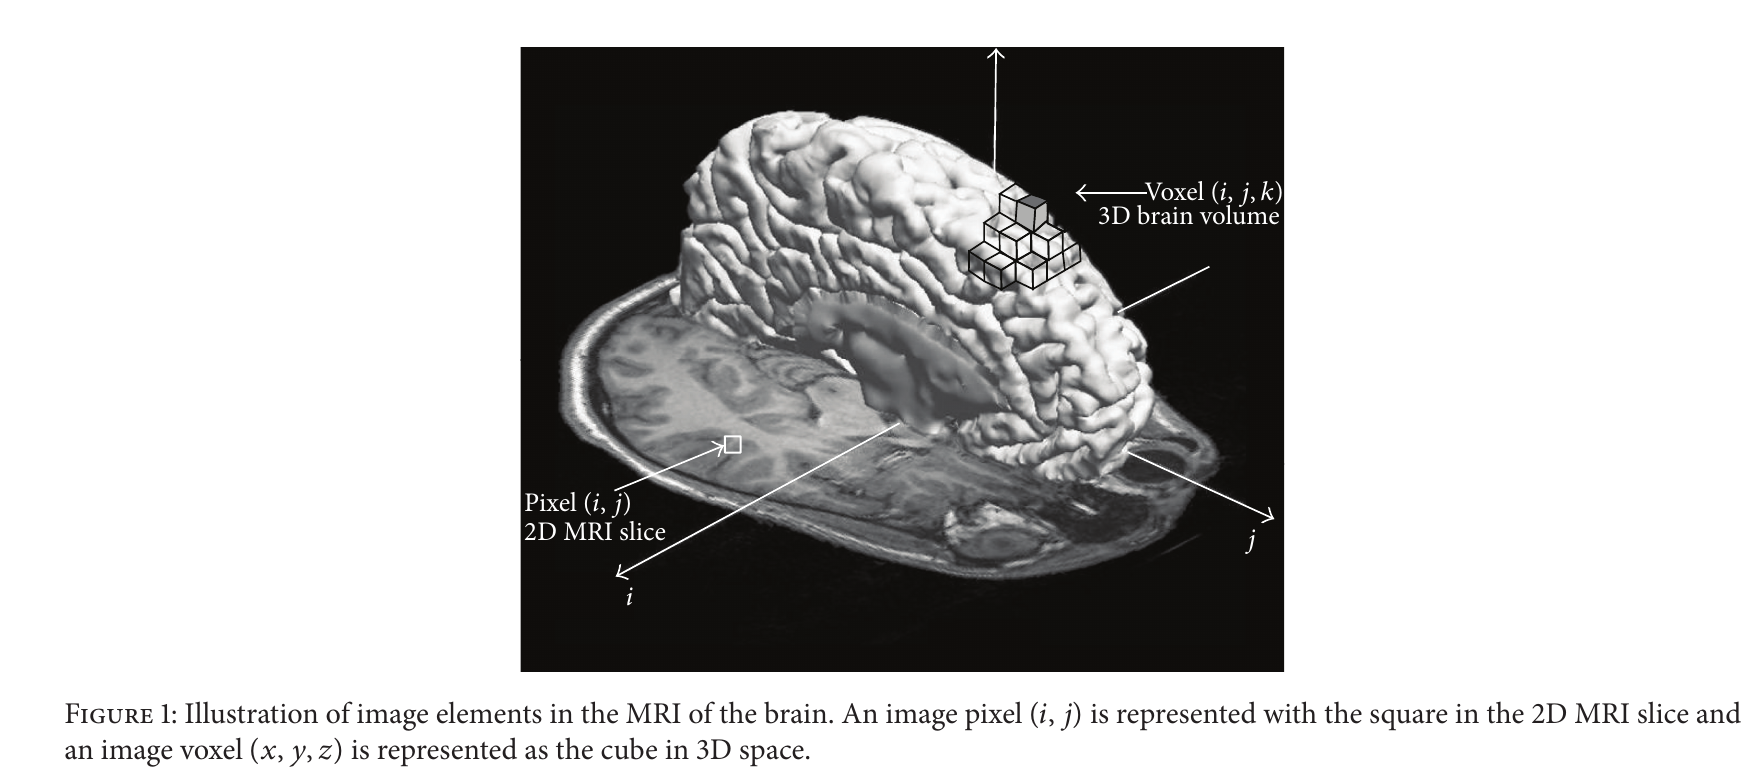 Voxel (i, j, k)
3D brain volume
Pixel (i, j)
2D MRI slice
j
i
FIGURE 1: Illustration of image elements in the MRI of the brain. An image pixel (i, j) is represented with the square in the 2D MRI slice and
an image voxel (x, y, z) is represented as the cube in 3D space.